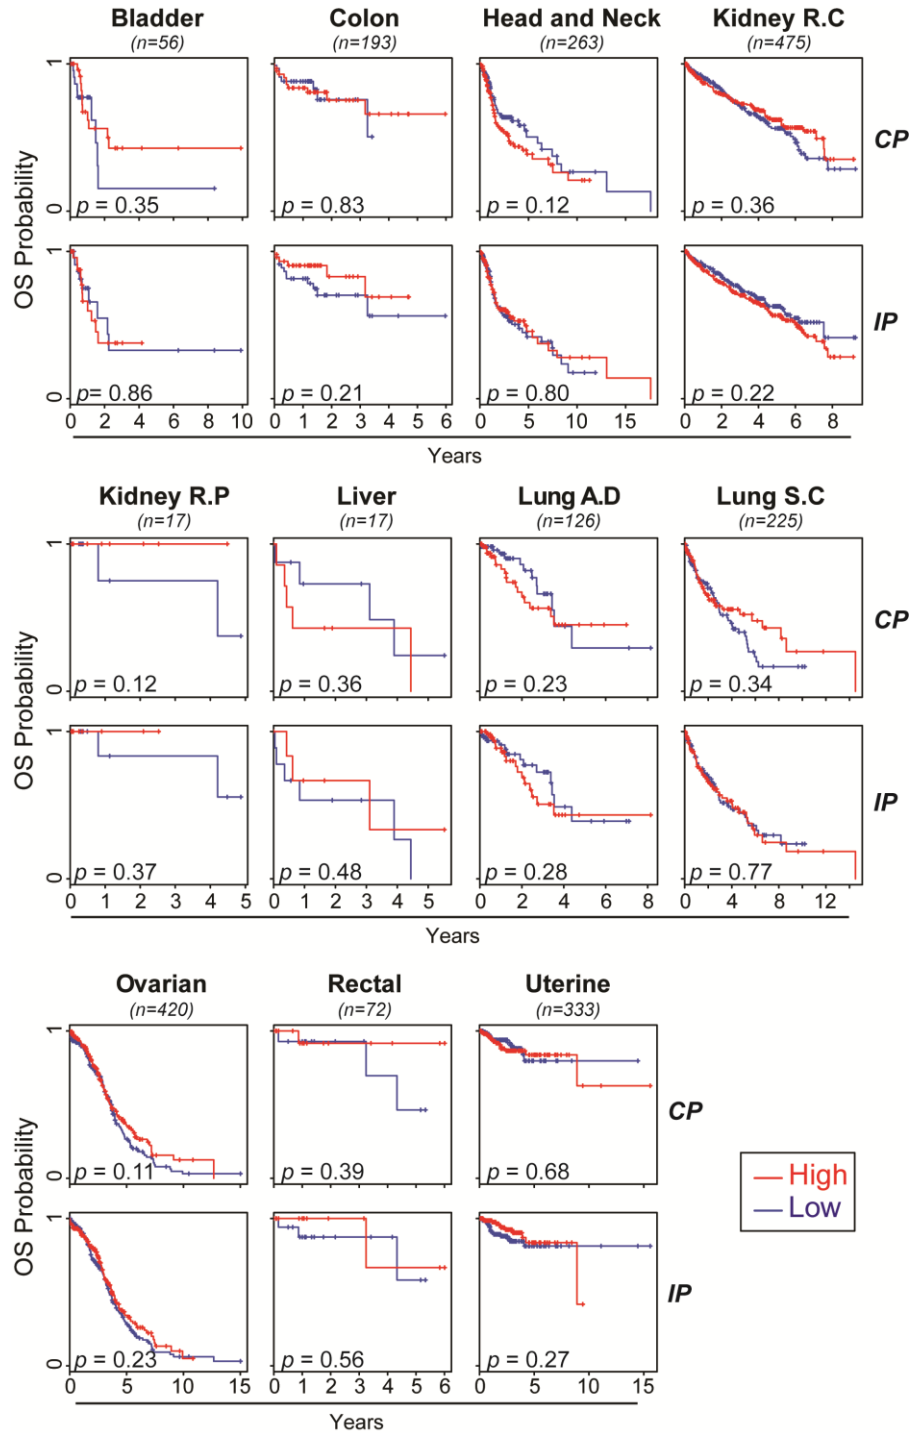 Bladder Colon Head and Neck Kidney R.C
(n=56) (n=193) (n=263) (n=475)
1
OS Probability
CP
0
p = 0.35 p = 0.83 p = 0.12 p = 0.36
1
IP
0
p= 0.86 p = 0.21 p = 0.80 p = 0.22
0 2 4 6 8 10 0 1 2 3 4 5 6 0 5 10 15 0 2 4 6 8
Years
Kidney R.P Liver Lung A.D Lung S.C
(n=17) (n=17) (n=126) (n=225)
1
OS Probability
CP
0
p = 0.12 p = 0.36 p = 0.23 p = 0.34
1
IP
0
p = 0.37 p = 0.48 p = 0.28 p = 0.77
0 1 2 3 4 5 0 1 2 3 4 5 0 2 4 6 8 0 4 8 12
Years
Ovarian Rectal Uterine
(n=420) (n=72) (n=333)
1
OS Probability
CP
0
p = 0.11 p = 0.39 p = 0.68
High
Low
1
IP
0
p = 0.23 p = 0.56 p = 0.27
0 5 10 15 0 1 2 3 4 5 6 0 5 10 15
Years